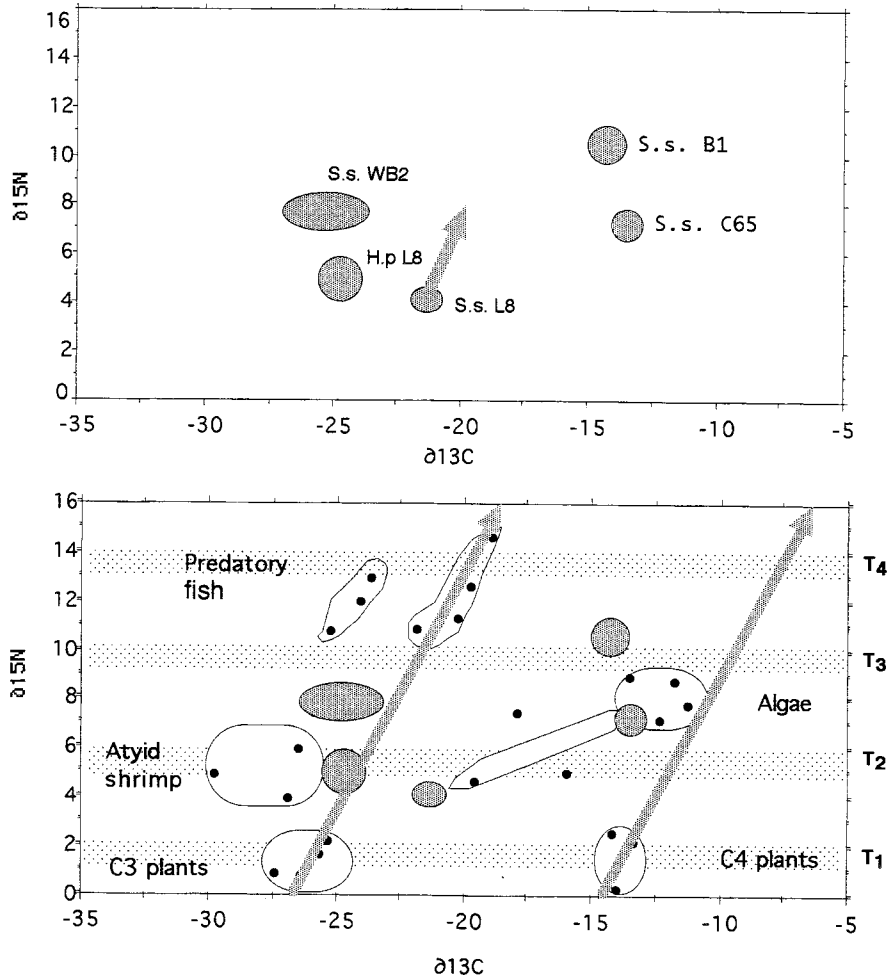 16
14
12
10
8
6
4
2
0
∂15N
S.s. WB2
H.p L8
S.s. L8
S.s. B1
S.s. C65
-35 -30 -25 -20 -15 -10 -5
∂13C
16
14
12
10
8
6
4
2
0
∂15N
Predatory
fish
Atyid
shrimp
C3 plants
Algae
C4 plants
T4
T3
T2
T1
-35 -30 -25 -20 -15 -10 -5
∂13C